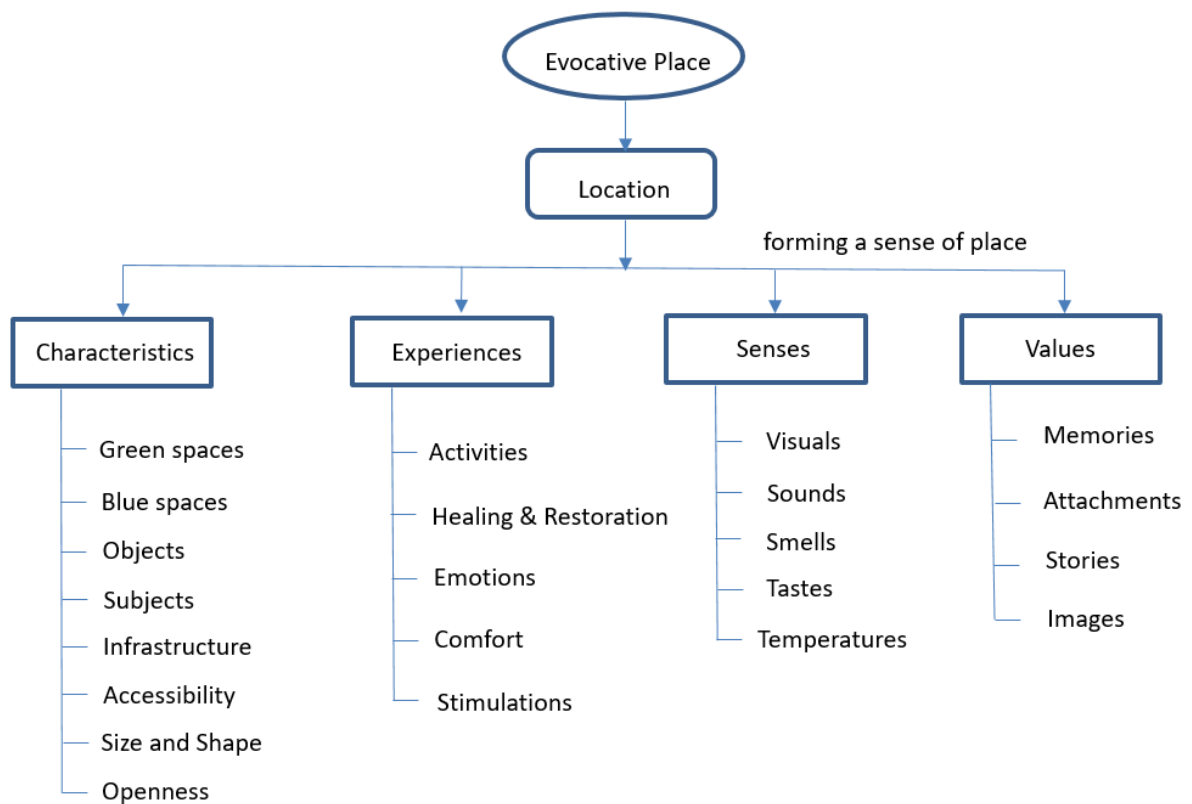 Evocative Place
Location
forming a sense of place
Characteristics
Green spaces
Blue spaces
Objects
Subjects
Infrastructure
Accessibility
Size and Shape
Openness
Experiences
Activities
Healing & Restoration
Emotions
Comfort
Stimulations
Senses
Visuals
Sounds
Smells
Tastes
Temperatures
Values
Memories
Attachments
Stories
Images